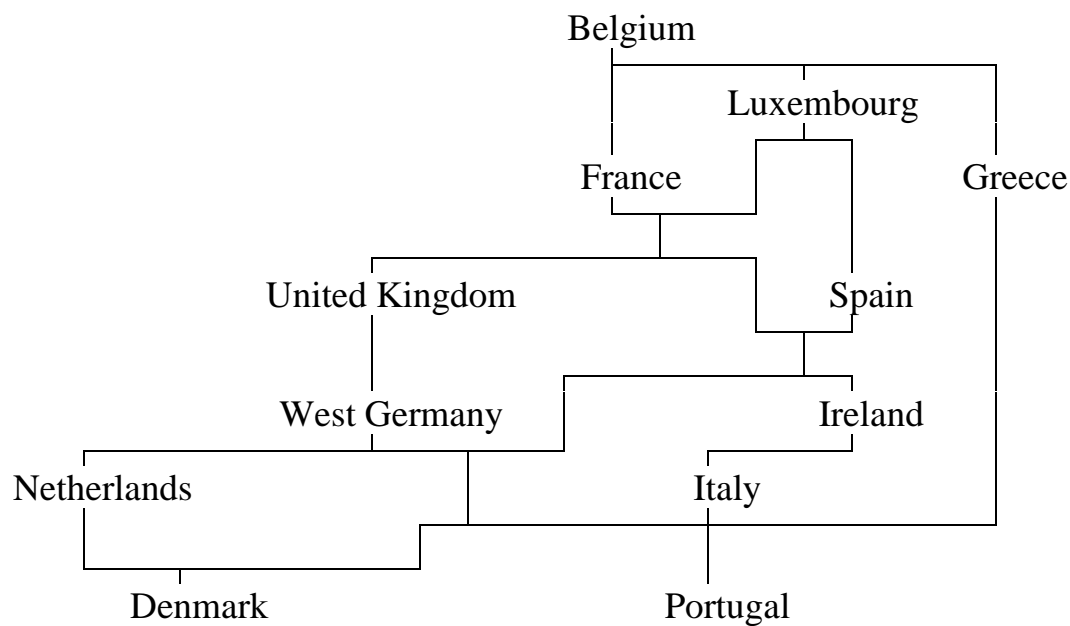 Belgium
Luxembourg
France
Greece
United Kingdom
Spain
West Germany
Ireland
Netherlands
Italy
Denmark
Portugal